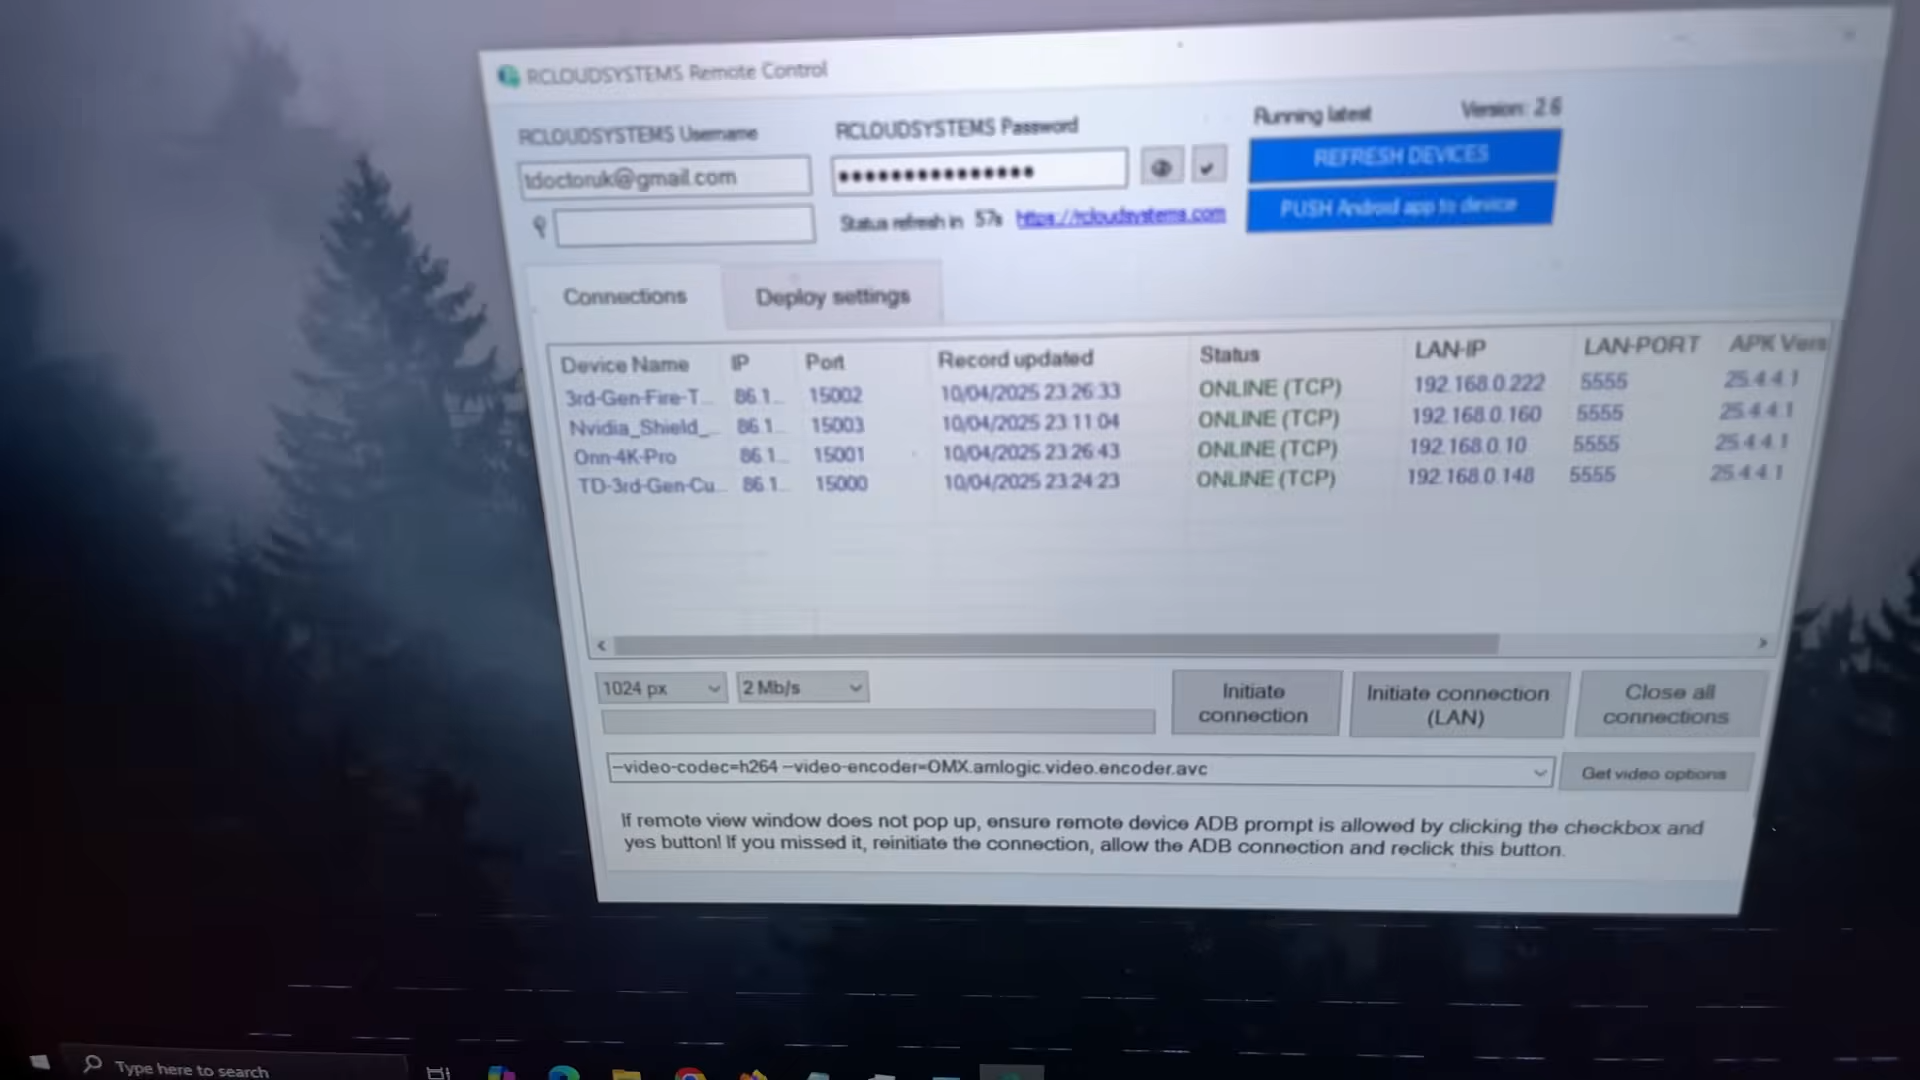 RCLOUDSYSTEMS Remote Control
RCLOUDSYSTEMS Username
RCLOUDSYSTEMS Password
Running latest
Version: 2.6
tdoctoruk@gmail.com
•••••••••••••••
REFRESH DEVICES
Status refresh in 57s https://rcloudsystems.com
PUSH Android app to device
Connections
Deploy settings
Device Name IP Port Record updated Status LAN-IP LAN-PORT APK Vers
3rd-Gen-Fire-T... 86.1... 15002 10/04/2025 23:26:33 ONLINE (TCP) 192.168.0.222 5555 25.4.4.1
Nvidia_Shield_... 86.1... 15003 10/04/2025 23:11:04 ONLINE (TCP) 192.168.0.160 5555 25.4.4.1
Onn-4K-Pro 86.1... 15001 10/04/2025 23:26:43 ONLINE (TCP) 192.168.0.10 5555 25.4.4.1
TD-3rd-Gen-Cu... 86.1... 15000 10/04/2025 23:24:23 ONLINE (TCP) 192.168.0.148 5555 25.4.4.1
1024 px
2 Mb/s
Initiate
connection
Initiate connection
(LAN)
Close all
connections
--video-codec=h264 --video-encoder=OMX.amlogic.video.encoder.avc
Get video options
If remote view window does not pop up, ensure remote device ADB prompt is allowed by clicking the checkbox and
yes button! If you missed it, reinitiate the connection, allow the ADB connection and reclick this button.
Type here to search